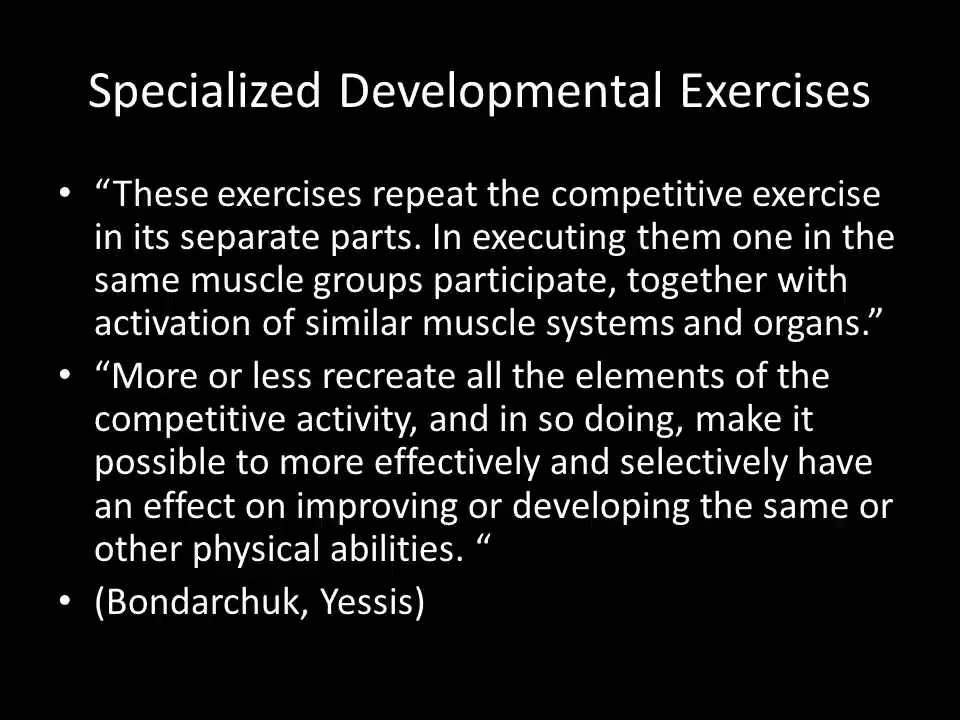 Specialized Developmental Exercises
• “These exercises repeat the competitive exercise
in its separate parts. In executing them one in the
same muscle groups participate, together with
activation of similar muscle systems and organs.”
• “More or less recreate all the elements of the
competitive activity, and in so doing, make it
possible to more effectively and selectively have
an effect on improving or developing the same or
other physical abilities. “
• (Bondarchuk, Yessis)